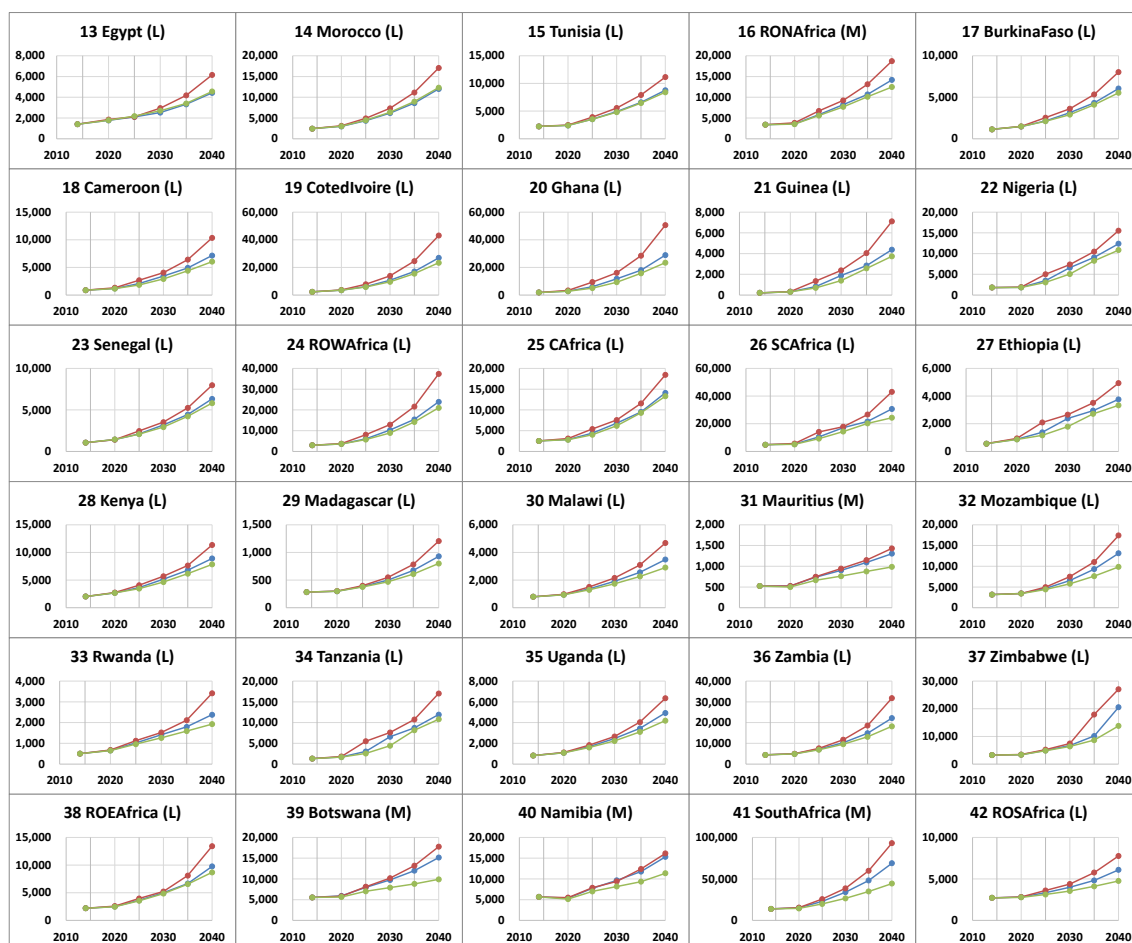 13 Egypt (L)
8,000
6,000
4,000
2,000
0
2010 2020 2030 2040
14 Morocco (L)
20,000
15,000
10,000
5,000
0
2010 2020 2030 2040
15 Tunisia (L)
15,000
10,000
5,000
0
2010 2020 2030 2040
16 RONAfrica (M)
20,000
15,000
10,000
5,000
0
2010 2020 2030 2040
17 BurkinaFaso (L)
10,000
5,000
0
2010 2020 2030 2040
18 Cameroon (L)
15,000
10,000
5,000
0
2010 2020 2030 2040
19 CotedIvoire (L)
60,000
40,000
20,000
0
2010 2020 2030 2040
20 Ghana (L)
60,000
40,000
20,000
0
2010 2020 2030 2040
21 Guinea (L)
8,000
6,000
4,000
2,000
0
2010 2020 2030 2040
22 Nigeria (L)
20,000
15,000
10,000
5,000
0
2010 2020 2030 2040
23 Senegal (L)
10,000
5,000
0
2010 2020 2030 2040
24 ROWAfrica (L)
40,000
30,000
20,000
10,000
0
2010 2020 2030 2040
25 CAfrica (L)
20,000
15,000
10,000
5,000
0
2010 2020 2030 2040
26 SCAfrica (L)
60,000
40,000
20,000
0
2010 2020 2030 2040
27 Ethiopia (L)
6,000
4,000
2,000
0
2010 2020 2030 2040
28 Kenya (L)
15,000
10,000
5,000
0
2010 2020 2030 2040
29 Madagascar (L)
1,500
1,000
500
0
2010 2020 2030 2040
30 Malawi (L)
6,000
4,000
2,000
0
2010 2020 2030 2040
31 Mauritius (M)
2,000
1,500
1,000
500
0
2010 2020 2030 2040
32 Mozambique (L)
20,000
15,000
10,000
5,000
0
2010 2020 2030 2040
33 Rwanda (L)
4,000
3,000
2,000
1,000
0
2010 2020 2030 2040
34 Tanzania (L)
20,000
15,000
10,000
5,000
0
2010 2020 2030 2040
35 Uganda (L)
8,000
6,000
4,000
2,000
0
2010 2020 2030 2040
36 Zambia (L)
40,000
30,000
20,000
10,000
0
2010 2020 2030 2040
37 Zimbabwe (L)
30,000
20,000
10,000
0
2010 2020 2030 2040
38 ROEAfrica (L)
15,000
10,000
5,000
0
2010 2020 2030 2040
39 Botswana (M)
20,000
15,000
10,000
5,000
0
2010 2020 2030 2040
40 Namibia (M)
20,000
15,000
10,000
5,000
0
2010 2020 2030 2040
41 SouthAfrica (M)
100,000
50,000
0
2010 2020 2030 2040
42 ROSAfrica (L)
10,000
5,000
0
2010 2020 2030 2040